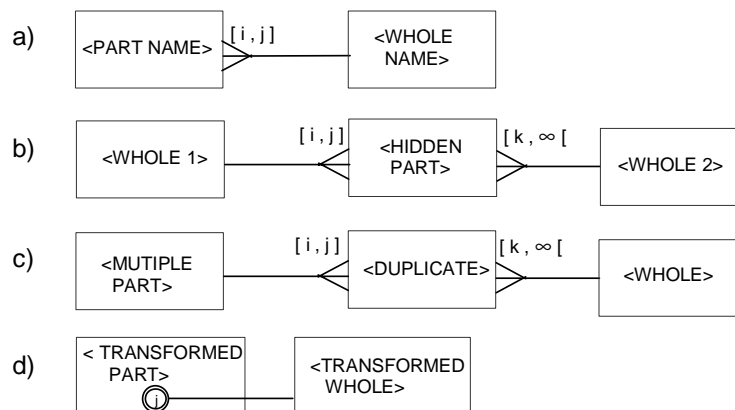 a)
<PART NAME>
[ i , j ]
<WHOLE
NAME>
b)
<WHOLE 1>
[ i , j ]
<HIDDEN
PART>
[ k , ∞ [
<WHOLE 2>
c)
<MUTIPLE
PART>
[ i , j ]
<DUPLICATE>
[ k , ∞ [
<WHOLE>
d)
< TRANSFORMED
PART>
j
<TRANSFORMED
WHOLE>